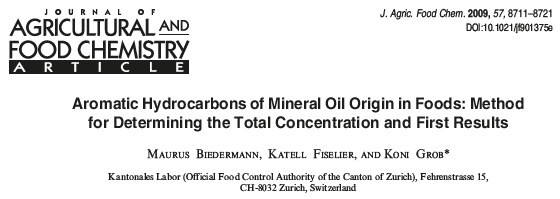 JOURNAL OF
AGRICULTURAL AND
FOOD CHEMISTRY
ARTICLE
J. Agric. Food Chem. 2009, 57, 8711–8721
DOI:10.1021/jf901375e
Aromatic Hydrocarbons of Mineral Oil Origin in Foods: Method
for Determining the Total Concentration and First Results
MAURUS BIEDERMANN, KATELL FISELIER, AND KONI GROB*
Kantonales Labor (Official Food Control Authority of the Canton of Zurich), Fehrenstrasse 15,
CH-8032 Zurich, Switzerland